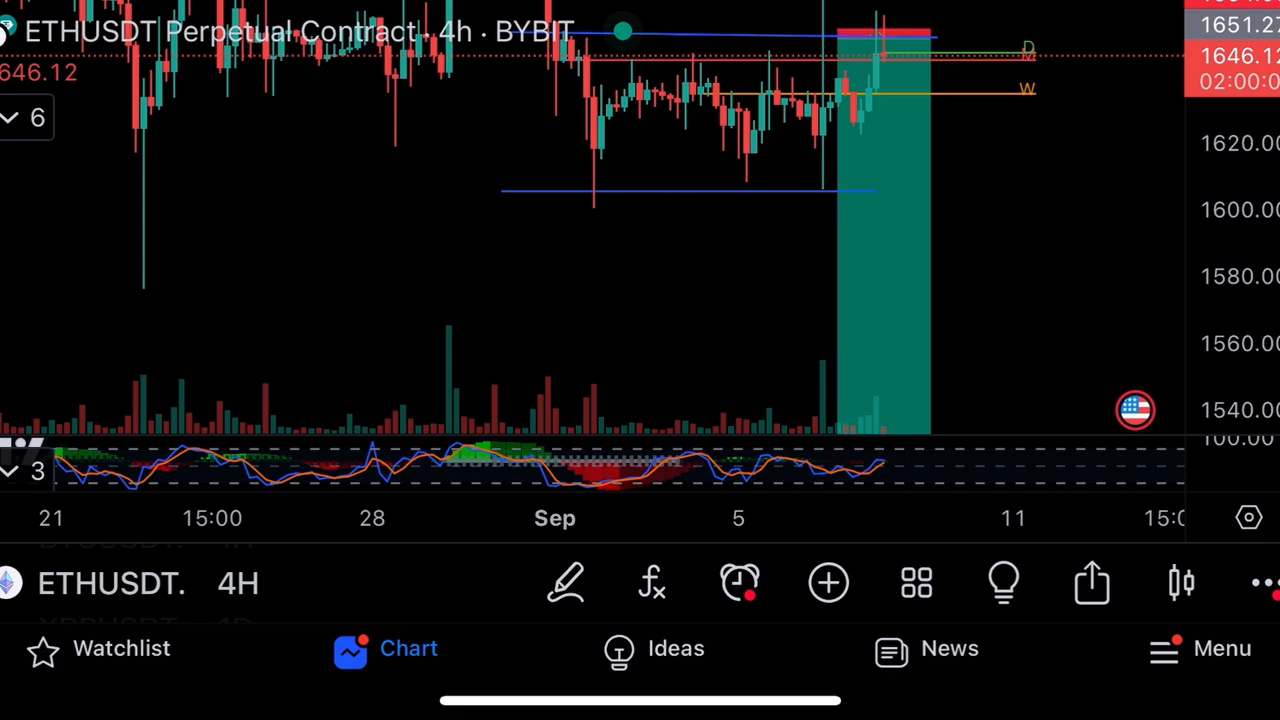 ETHUSDT Perpetual Contract · 4h · BYBIT
1651.27
1646.12
02:00:0
646.12
D
M
W
6
1620.00
1600.00
1580.00
1560.00
1540.00
100.00
3
21 15:00 28 Sep 5 11 15:0
ETHUSDT. 4H
Watchlist Chart Ideas News Menu